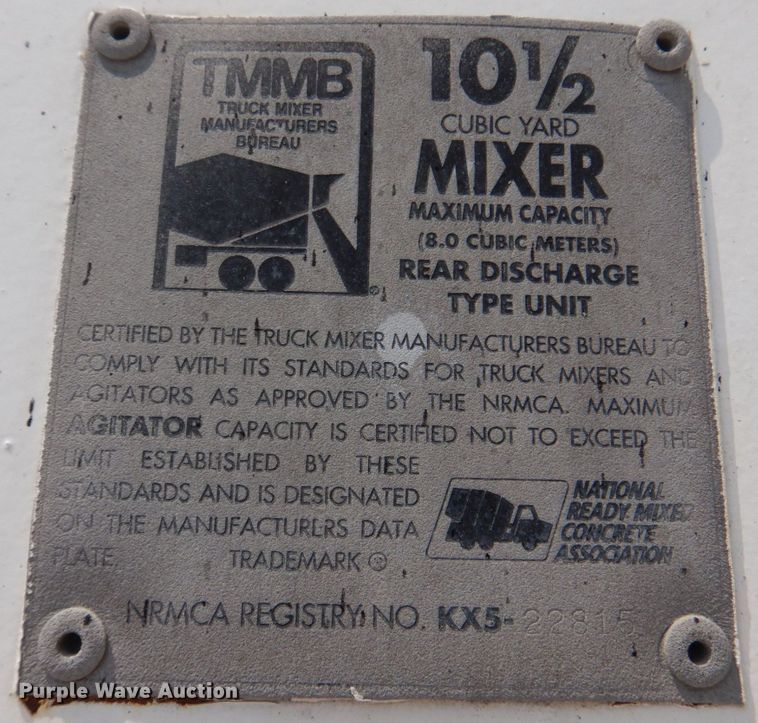 TMMB
TRUCK MIXER
MANUFACTURERS
BUREAU
10 1/2
CUBIC YARD
MIXER
MAXIMUM CAPACITY
(8.0 CUBIC METERS)
REAR DISCHARGE
TYPE UNIT
CERTIFIED BY THE TRUCK MIXER MANUFACTURERS BUREAU TO
COMPLY WITH ITS STANDARDS FOR TRUCK MIXERS AND
AGITATORS AS APPROVED BY THE NRMCA. MAXIMUM
AGITATOR CAPACITY IS CERTIFIED NOT TO EXCEED THE
LIMIT ESTABLISHED BY THESE
STANDARDS AND IS DESIGNATED
ON THE MANUFACTURERS DATA
PLATE. TRADEMARK ®
NATIONAL
READY MIXED
CONCRETE
ASSOCIATION
NRMCA REGISTRY NO. KX5-22815
Purple Wave Auction